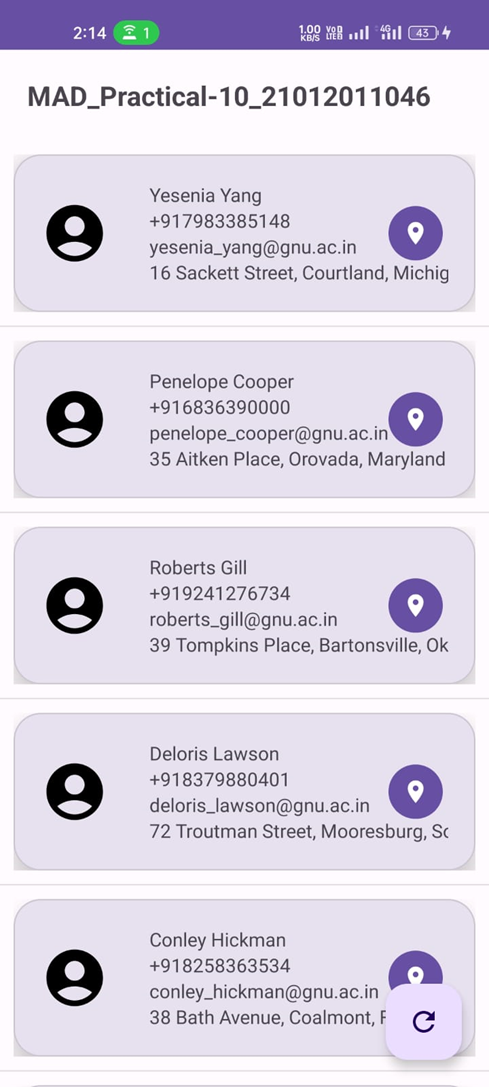 2:14
1
1.00
KB/S
Vo
LTE
4G
43
MAD_Practical-10_21012011046
Yesenia Yang
+917983385148
yesenia_yang@gnu.ac.in
16 Sackett Street, Courtland, Michig
Penelope Cooper
+916836390000
penelope_cooper@gnu.ac.in
35 Aitken Place, Orovada, Maryland
Roberts Gill
+919241276734
roberts_gill@gnu.ac.in
39 Tompkins Place, Bartonsville, Ok
Deloris Lawson
+918379880401
deloris_lawson@gnu.ac.in
72 Troutman Street, Mooresburg, Sc
Conley Hickman
+918258363534
conley_hickman@gnu.ac.in
38 Bath Avenue, Coalmont, F